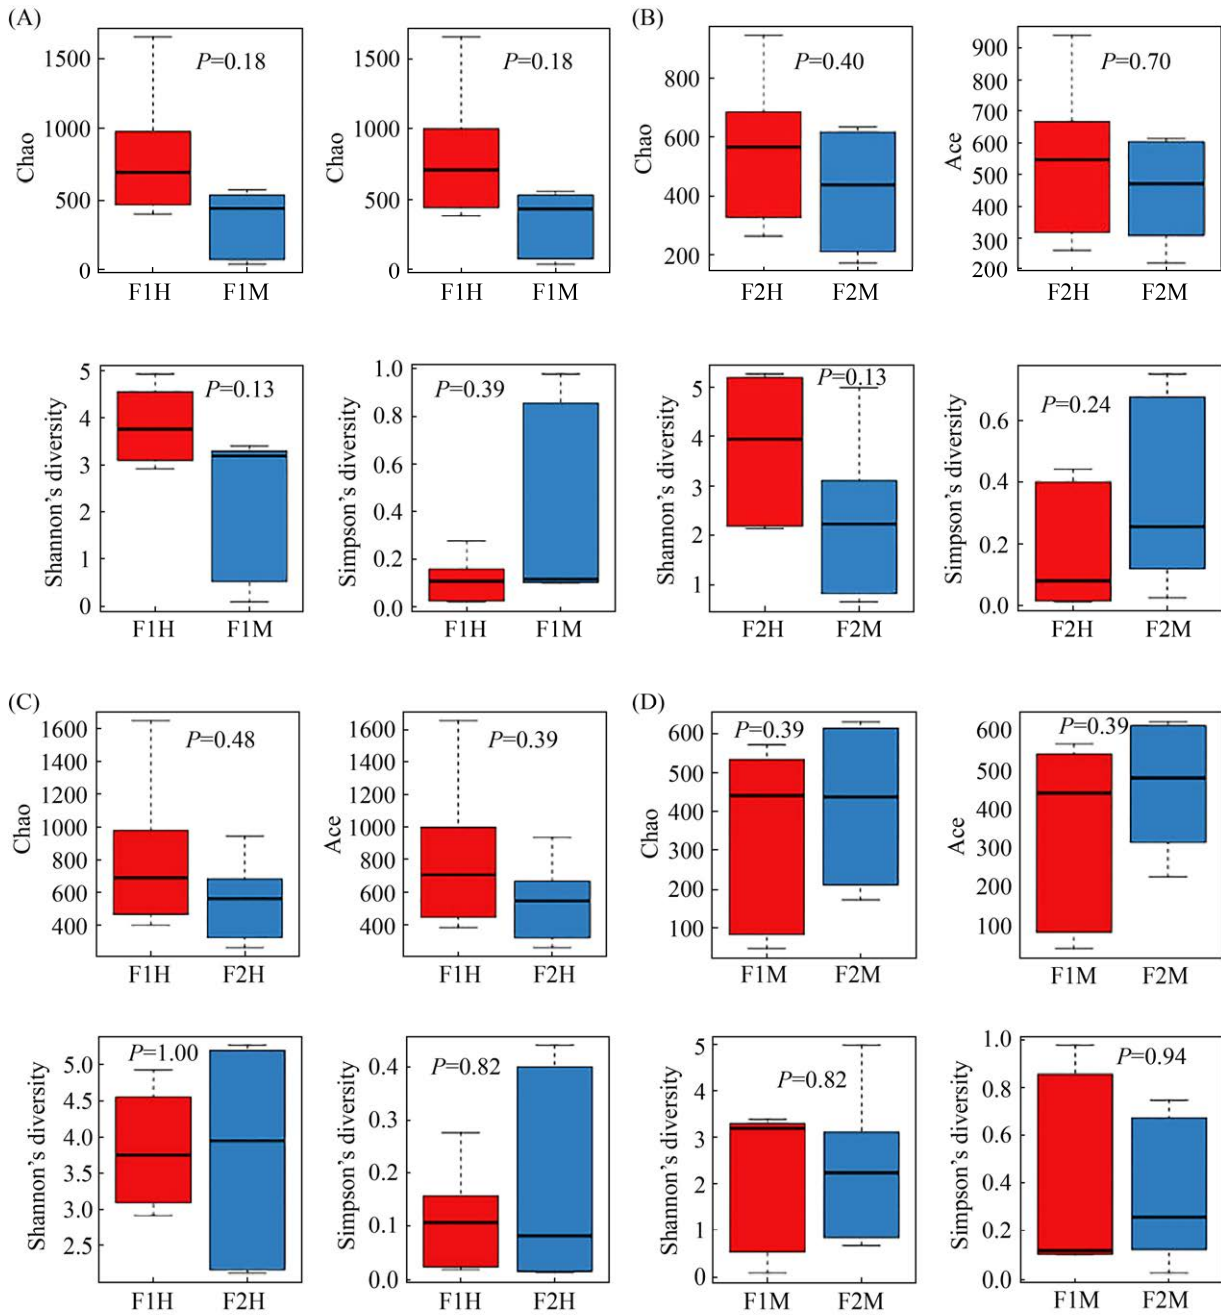 (A)
Chao
1500
1000
500
0
P=0.18
F1H F1M
Chao
1500
1000
500
0
P=0.18
F1H F1M
(B)
Chao
800
600
400
200
P=0.40
F2H F2M
Ace
900
800
700
600
500
400
300
200
P=0.70
F2H F2M
Shannon’s diversity
5
4
3
2
1
0
P=0.13
F1H F1M
Simpson’s diversity
1.0
0.8
0.6
0.4
0.2
0.0
P=0.39
F1H F1M
Shannon’s diversity
5
4
3
2
1
P=0.13
F2H F2M
Simpson’s diversity
0.6
0.4
0.2
0.0
P=0.24
F2H F2M
(C)
Chao
1600
1400
1200
1000
800
600
400
P=0.48
F1H F2H
Ace
1600
1400
1200
1000
800
600
400
P=0.39
F1H F2H
(D)
Chao
600
500
400
300
200
100
P=0.39
F1M F2M
Ace
600
500
400
300
200
100
P=0.39
F1M F2M
Shannon’s diversity
5.0
4.5
4.0
3.5
3.0
2.5
P=1.00
F1H F2H
Simpson’s diversity
0.4
0.3
0.2
0.1
0.0
P=0.82
F1H F2H
Shannon’s diversity
5
4
3
2
1
0
P=0.82
F1M F2M
Simpson’s diversity
1.0
0.8
0.6
0.4
0.2
0.0
P=0.94
F1M F2M